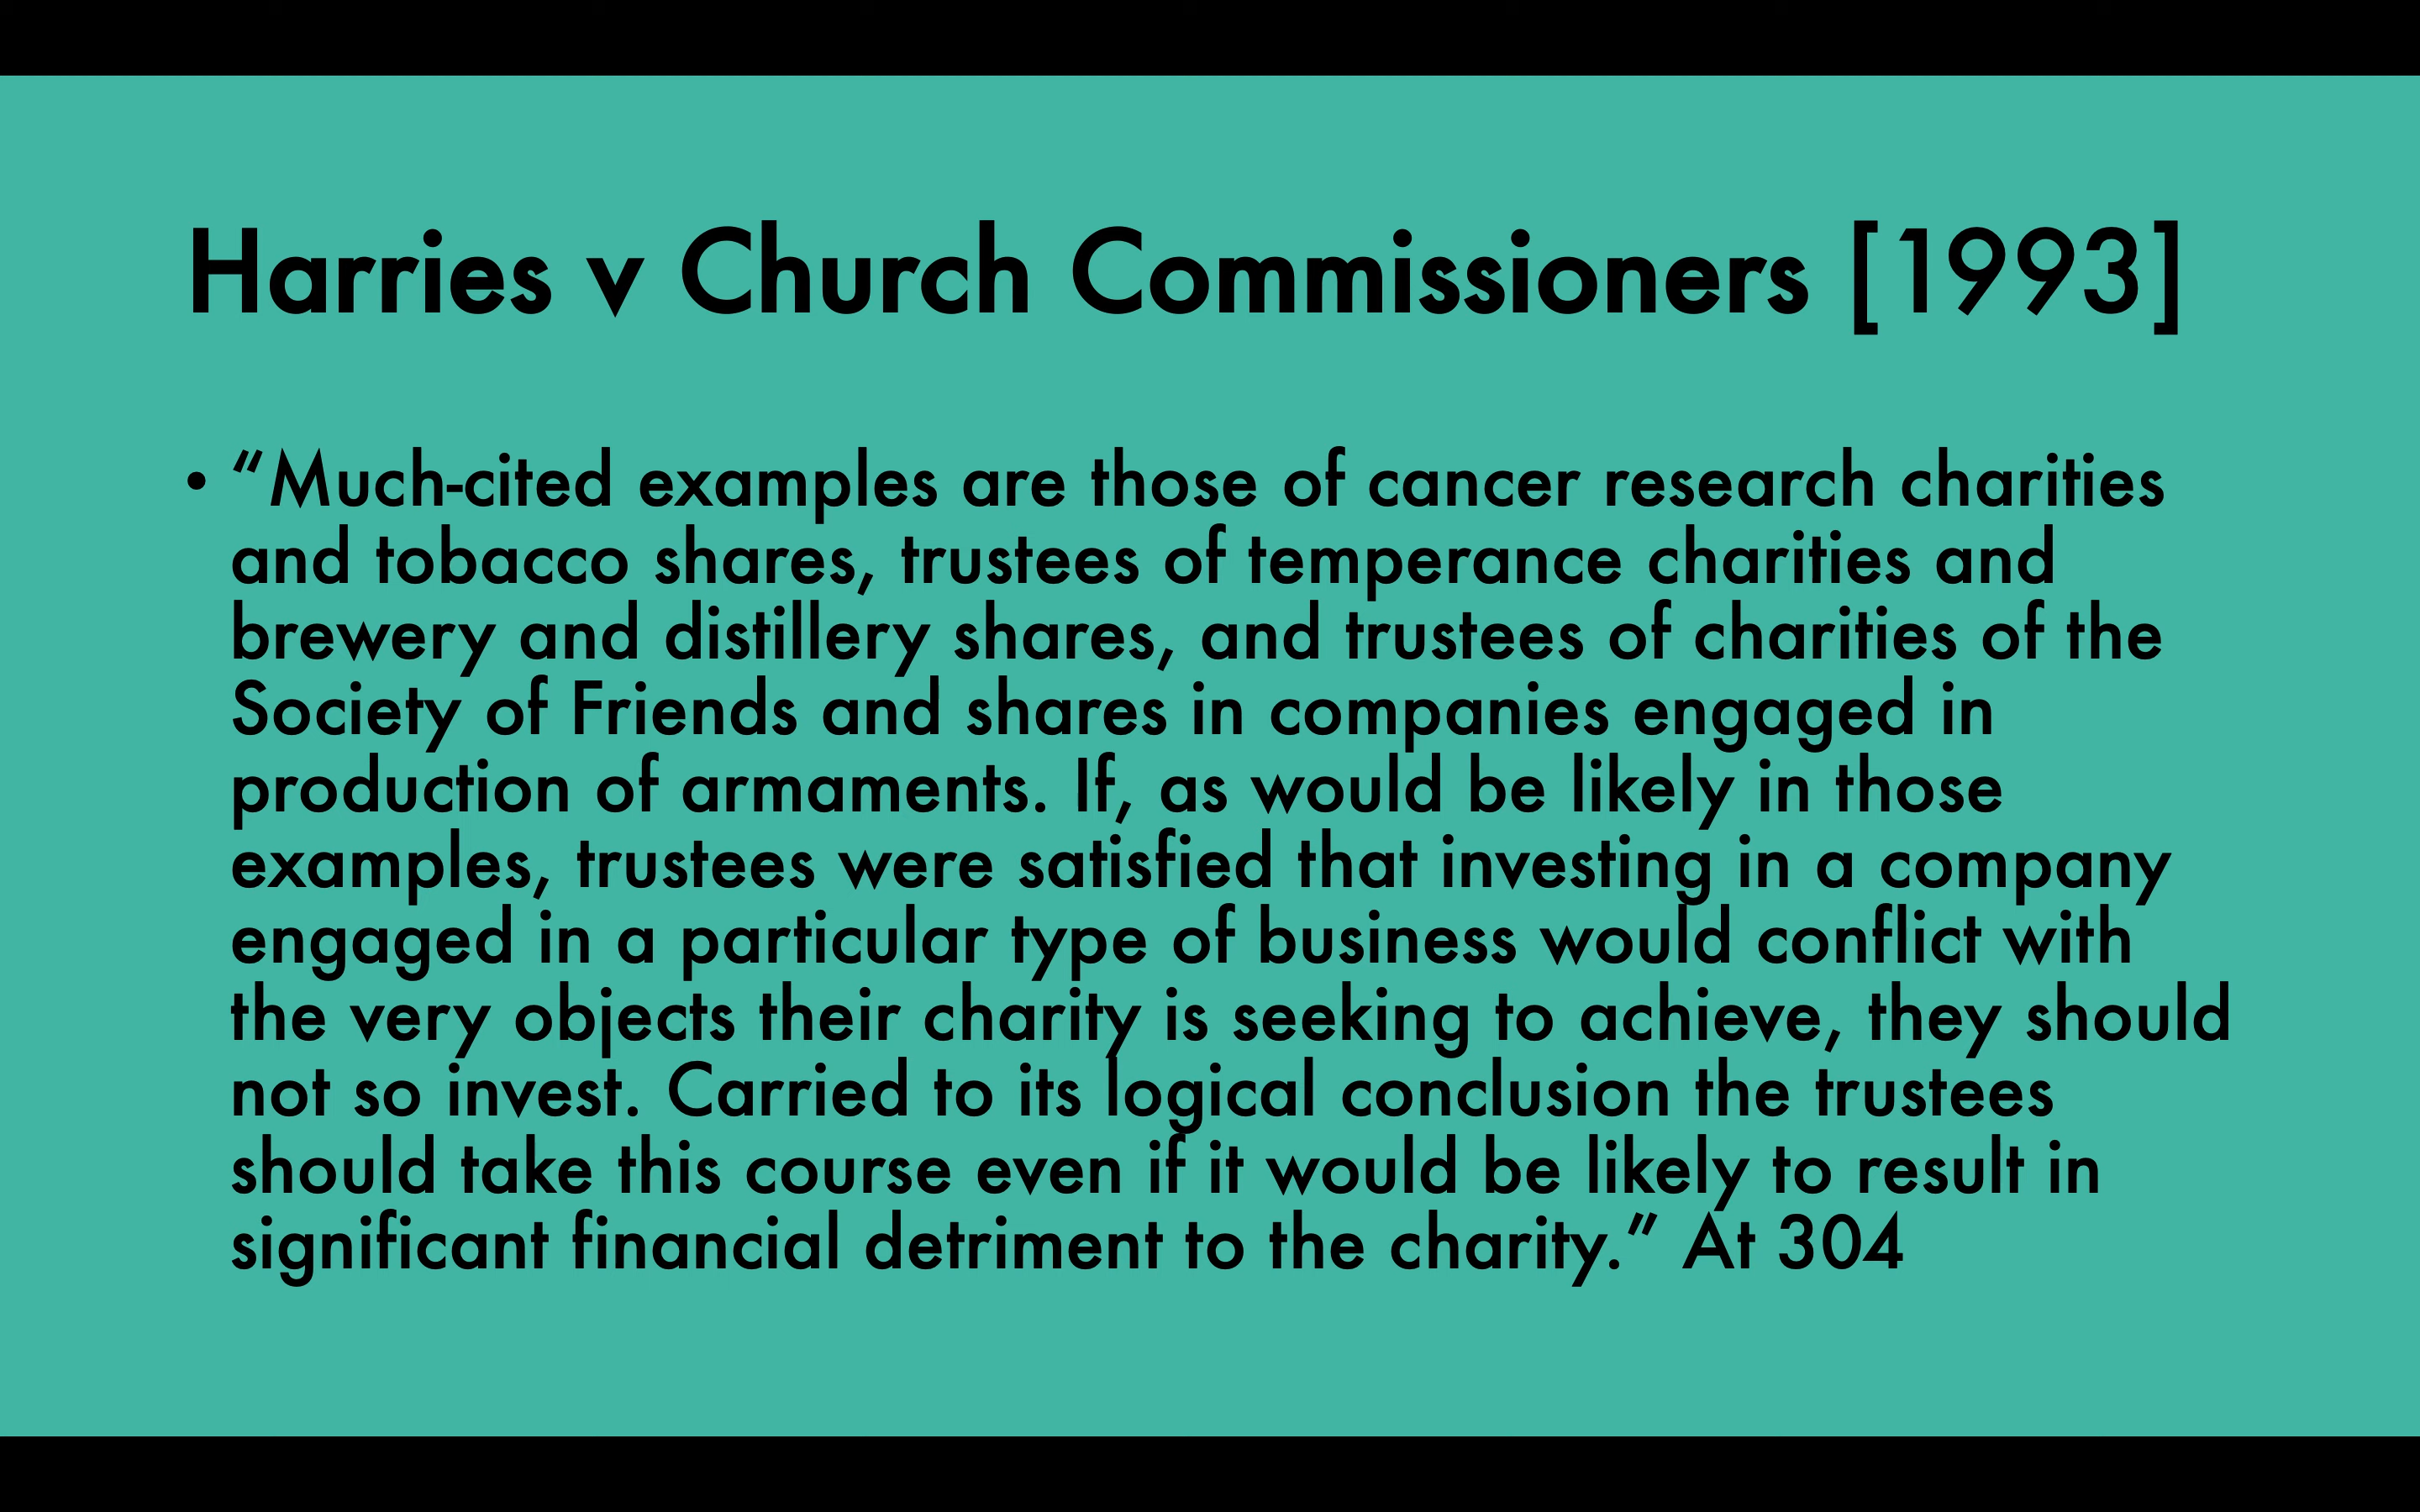 Harries v Church Commissioners [1993]
• “Much-cited examples are those of cancer research charities
and tobacco shares, trustees of temperance charities and
brewery and distillery shares, and trustees of charities of the
Society of Friends and shares in companies engaged in
production of armaments. If, as would be likely in those
examples, trustees were satisfied that investing in a company
engaged in a particular type of business would conflict with
the very objects their charity is seeking to achieve, they should
not so invest. Carried to its logical conclusion the trustees
should take this course even if it would be likely to result in
significant financial detriment to the charity.” At 304